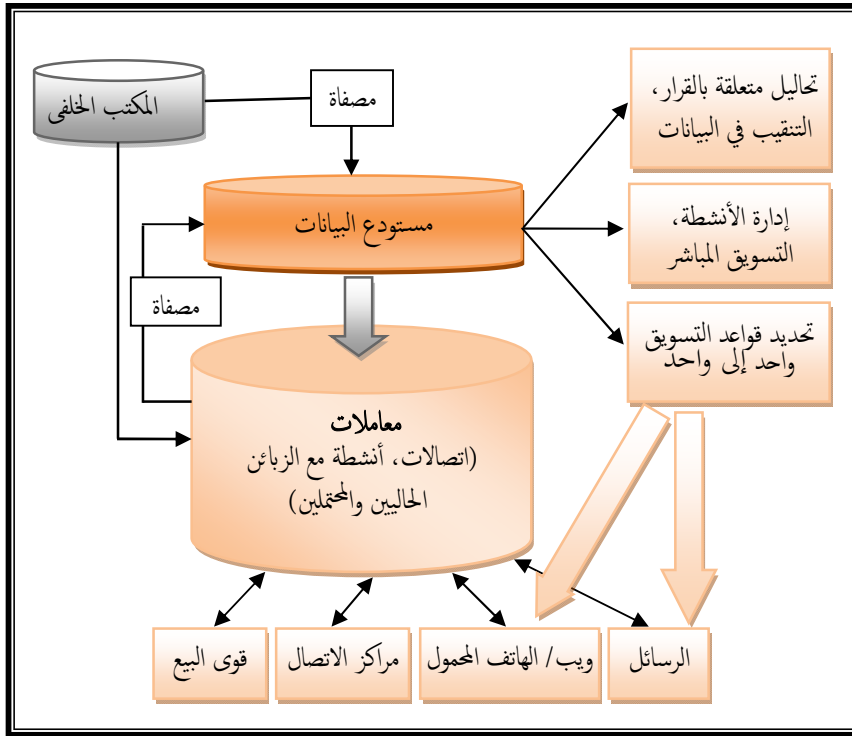 المكتب الخلفي
مصفاة
تحاليل متعلقة بالقرار،
التنقيب في البيانات
مستودع البيانات
إدارة الأنشطة،
التسويق المباشر
مصفاة
تحديد قواعد التسويق
واحد إلى واحد
معاملات
(اتصالات، أنشطة مع الزبائن
الحاليين والمحتملين)
الرسائل
ويب/ الهاتف المحمول
مراكز الاتصال
قوى البيع